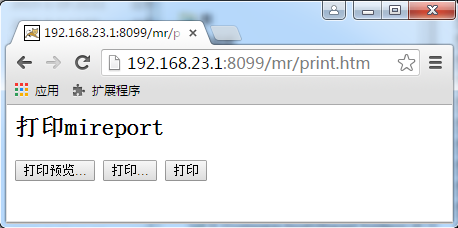 192.168.23.1:8099/mr/p
192.168.23.1:8099/mr/print.htm
应用 扩展程序
打印mireport
打印预览... 打印... 打印